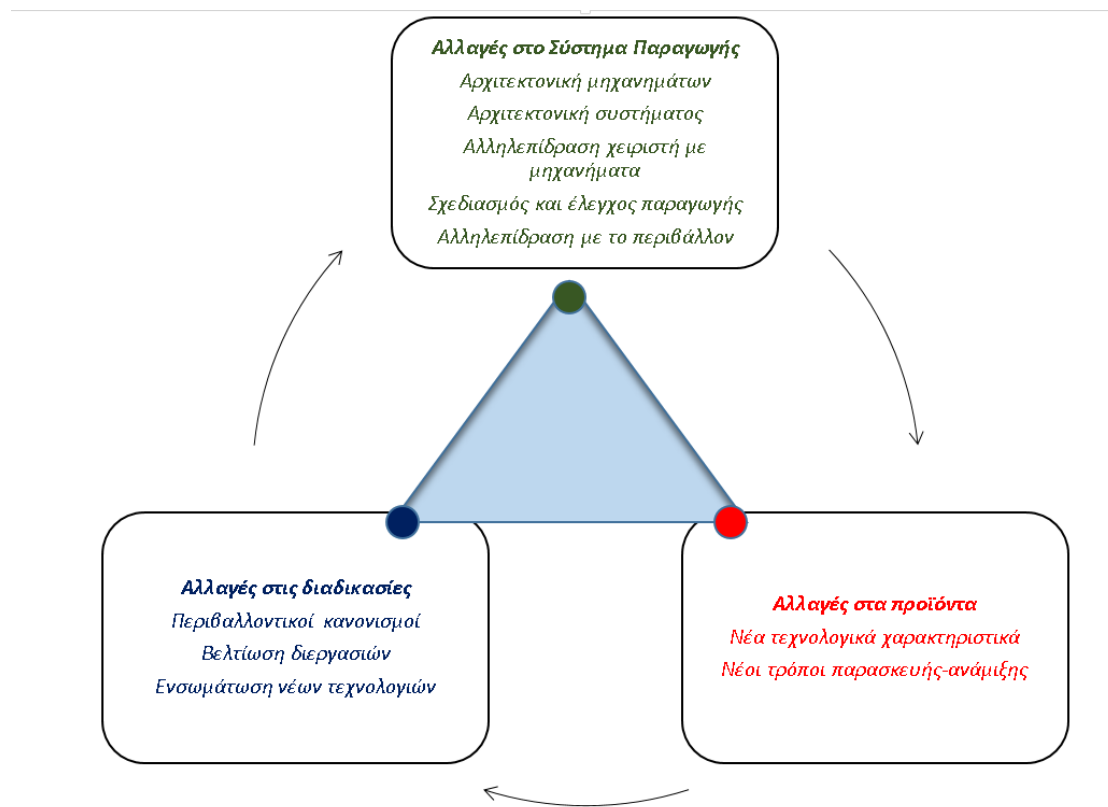 Αλλαγές στο Σύστημα Παραγωγής
Αρχιτεκτονική μηχανημάτων
Αρχιτεκτονική συστήματος
Αλληλεπίδραση χειριστή με
μηχανήματα
Σχεδιασμός και έλεγχος παραγωγής
Αλληλεπίδραση με το περιβάλλον
Αλλαγές στις διαδικασίες
Περιβαλλοντικοί κανονισμοί
Βελτίωση διεργασιών
Ενσωμάτωση νέων τεχνολογιών
Αλλαγές στα προϊόντα
Νέα τεχνολογικά χαρακτηριστικά
Νέοι τρόποι παρασκευής-ανάμιξης